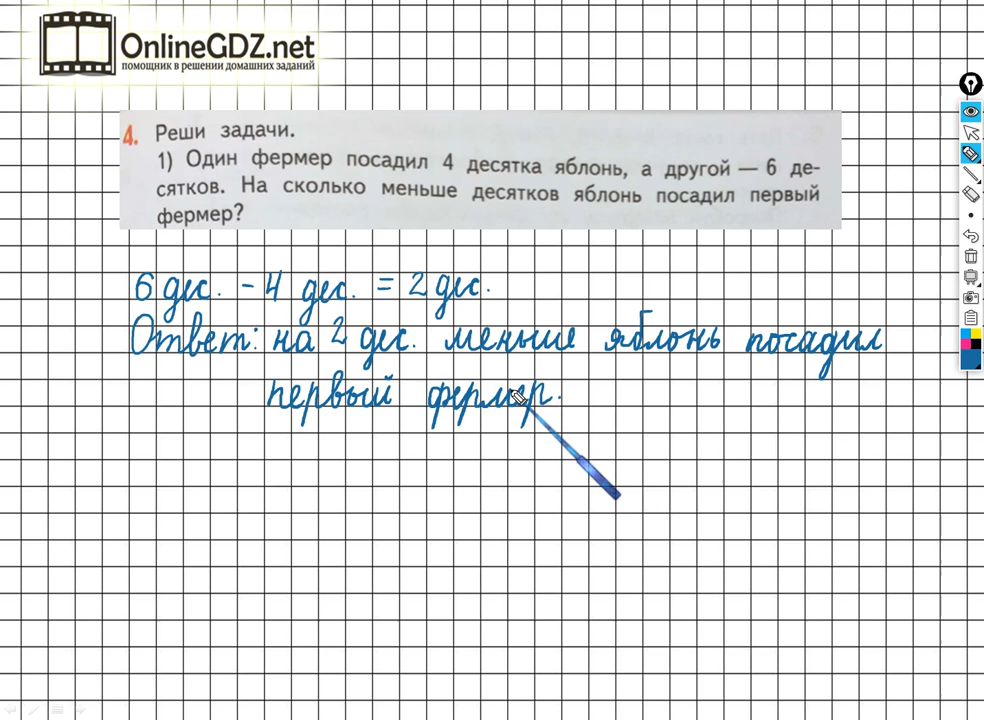 OnlineGDZ.net
помощник в решении домашних заданий
4. Реши задачи.
1) Один фермер посадил 4 десятка яблонь, а другой — 6 де-
сятков. На сколько меньше десятков яблонь посадил первый
фермер?
6 дес. - 4 дес. = 2 дес.
Ответ: на 2 дес. меньше яблонь посадил
первый фермер.